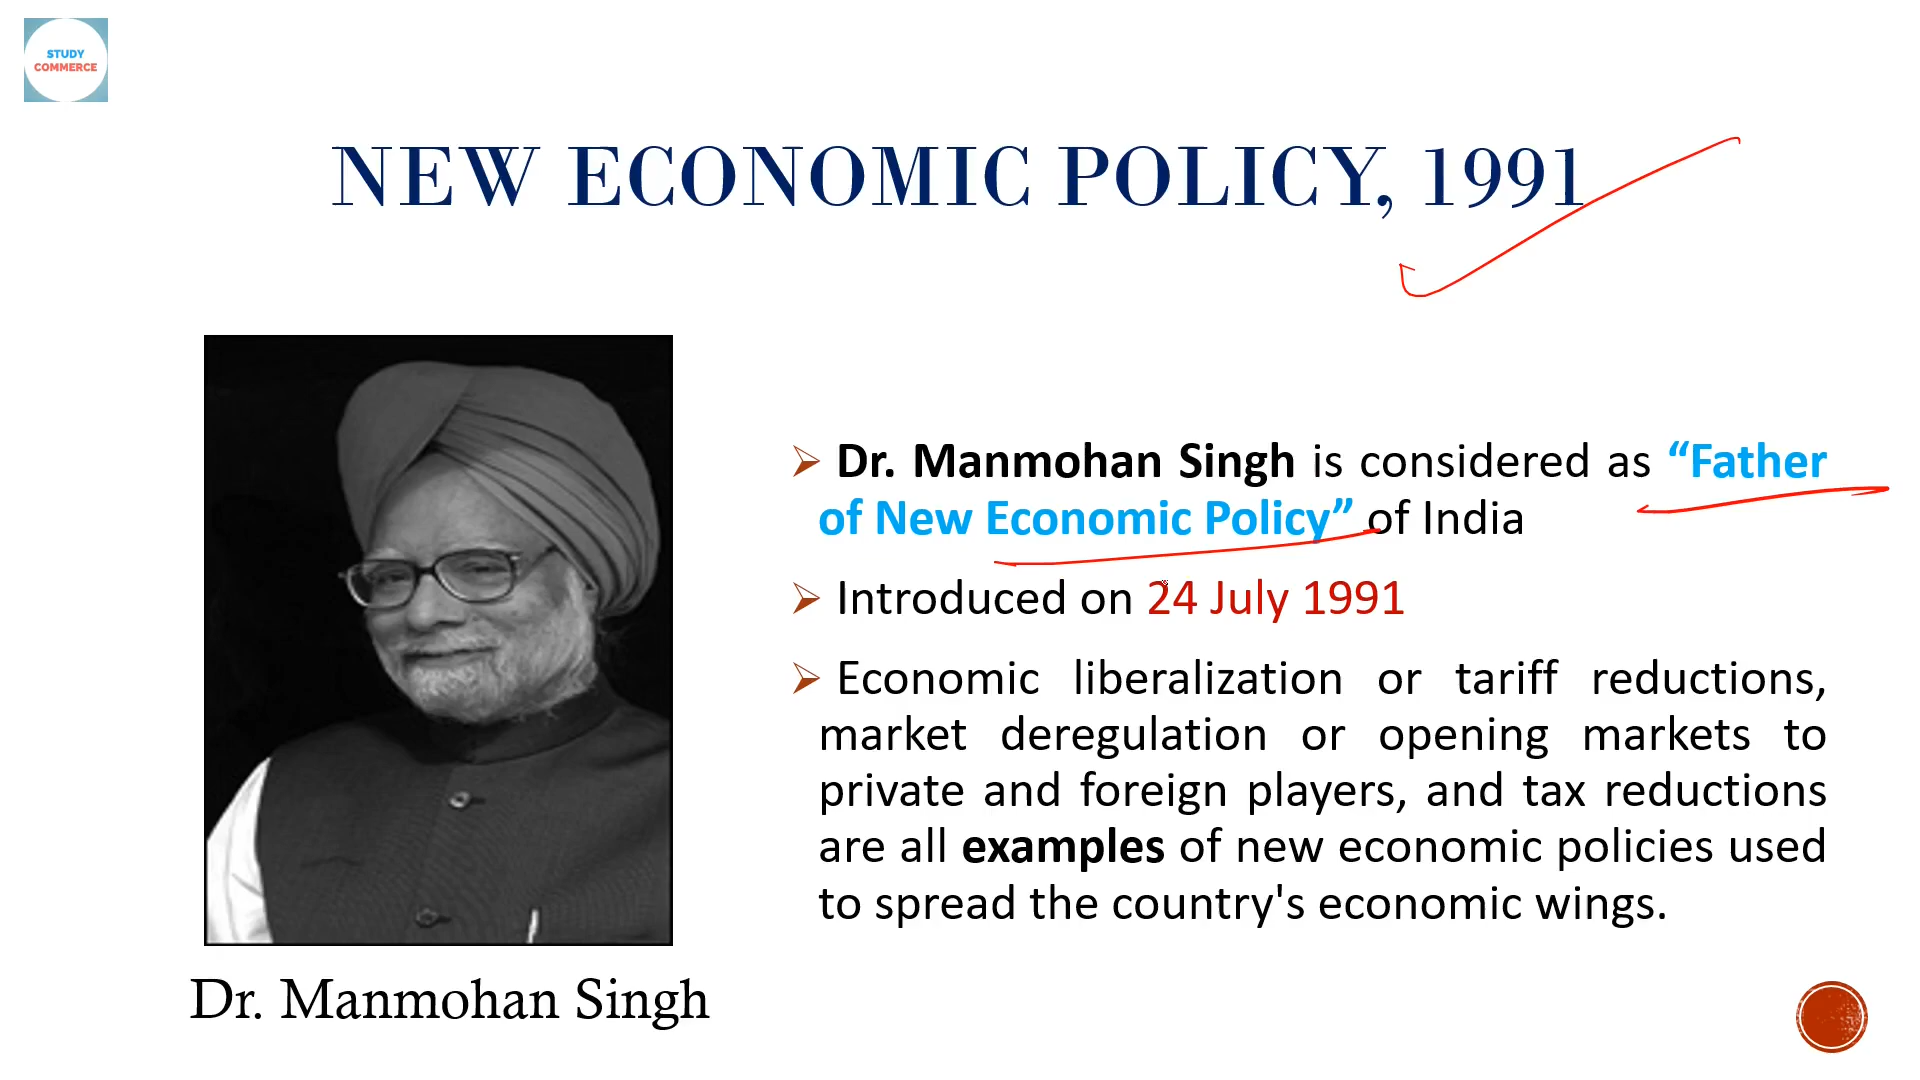 STUDY
COMMERCE
NEW ECONOMIC POLICY, 1991
Dr. Manmohan Singh is considered as “Father
of New Economic Policy” of India
Introduced on 24 July 1991
Economic liberalization or tariff reductions,
market deregulation or opening markets to
private and foreign players, and tax reductions
are all examples of new economic policies used
to spread the country's economic wings.
Dr. Manmohan Singh